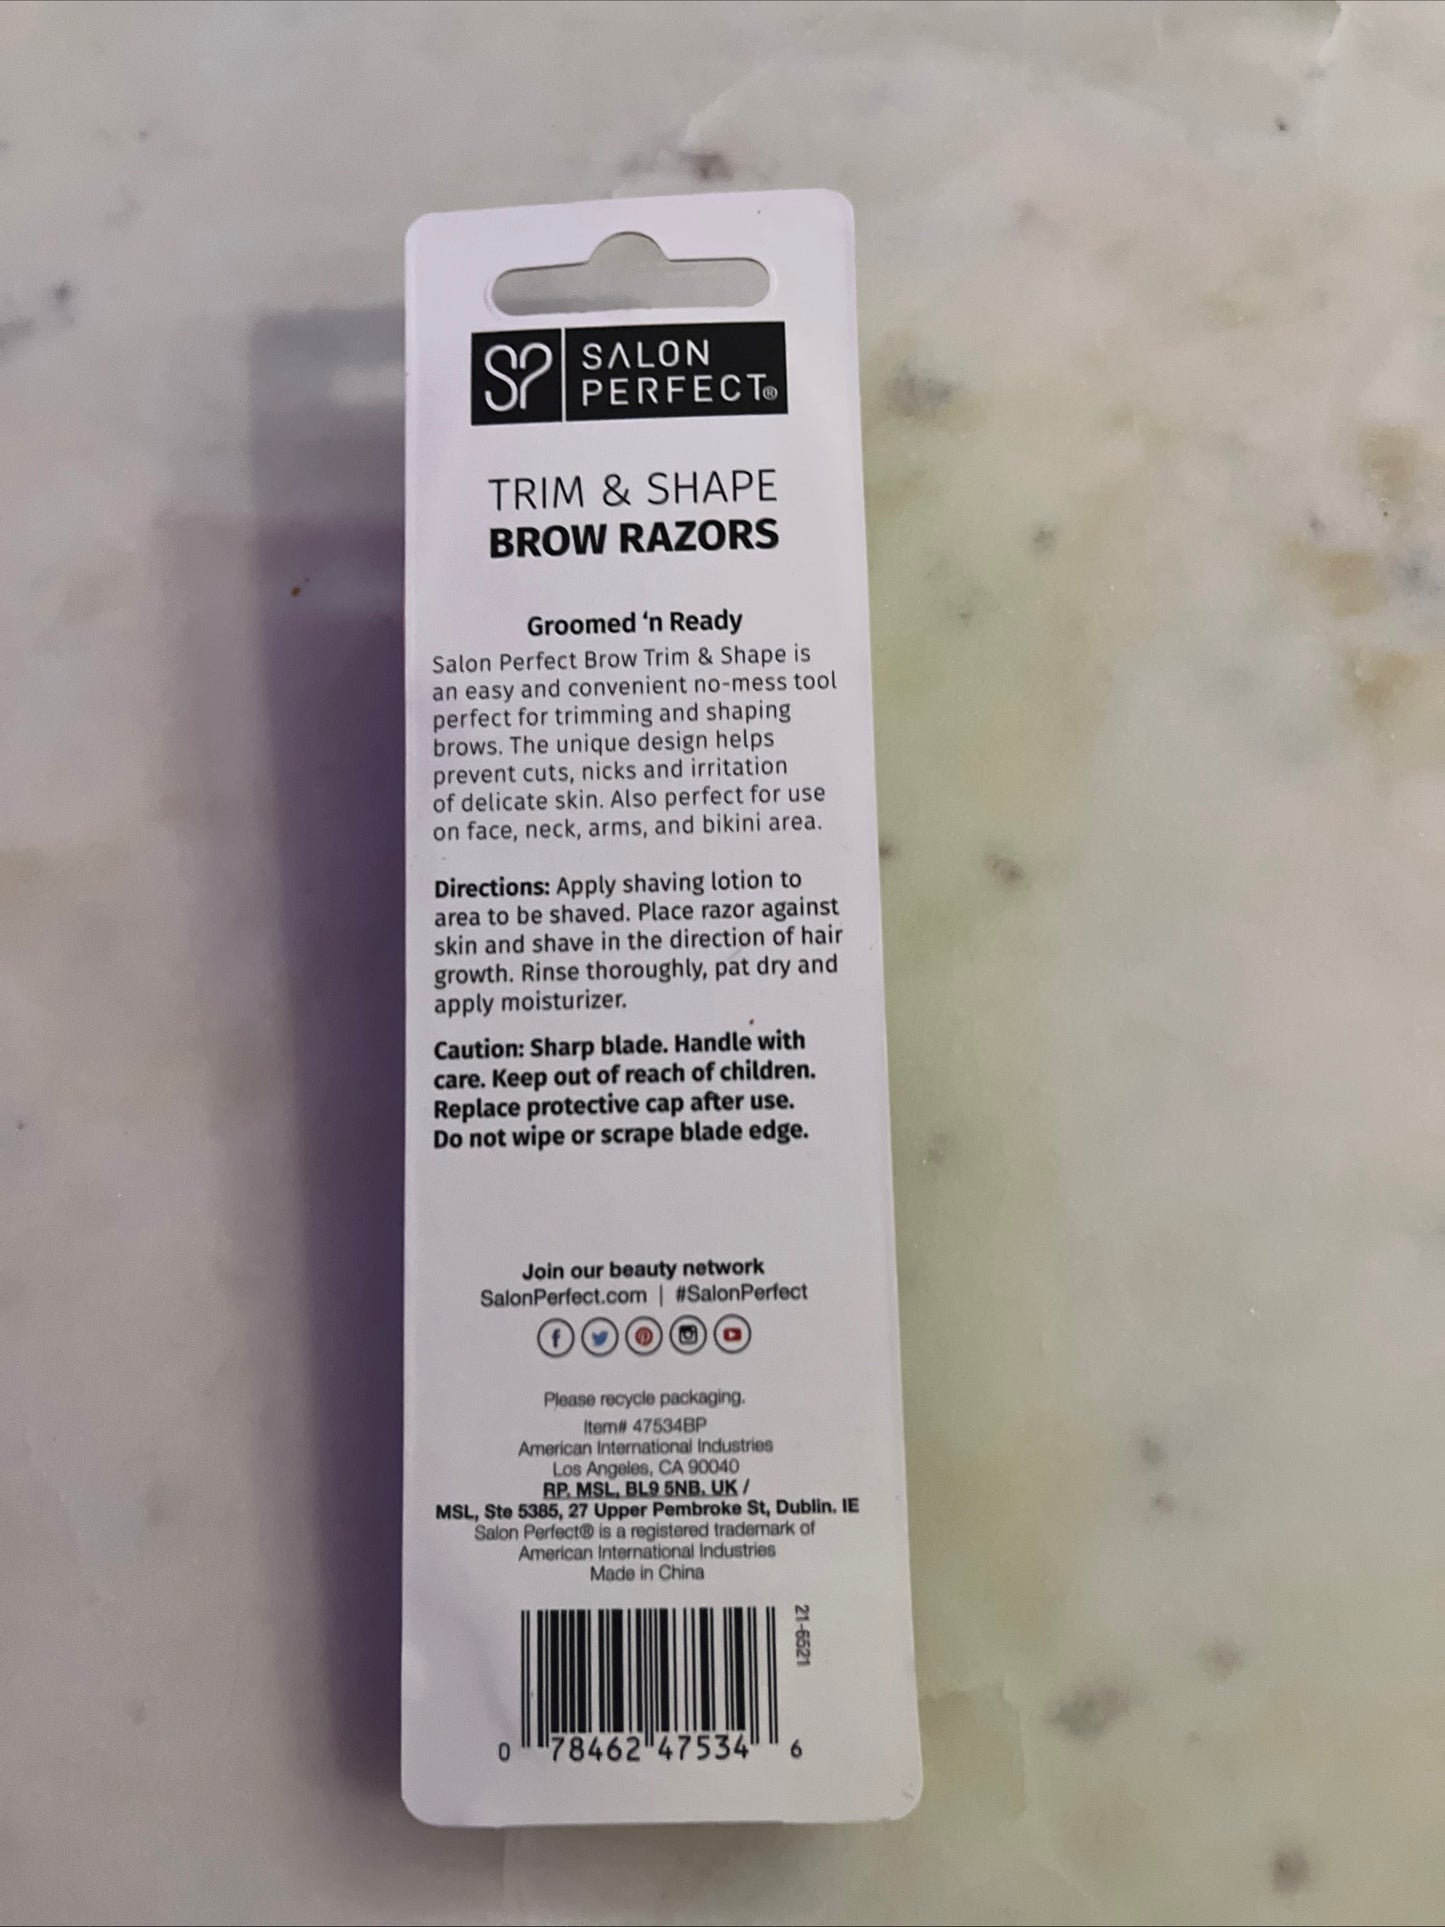 SP SALON
PERFECT®
TRIM & SHAPE
BROW RAZORS
Groomed ‘n Ready
Salon Perfect Brow Trim & Shape is
an easy and convenient no-mess tool
perfect for trimming and shaping
brows. The unique design helps
prevent cuts, nicks and irritation
of delicate skin. Also perfect for use
on face, neck, arms, and bikini area.
Directions: Apply shaving lotion to
area to be shaved. Place razor against
skin and shave in the direction of hair
growth. Rinse thoroughly, pat dry and
apply moisturizer.
Caution: Sharp blade. Handle with
care. Keep out of reach of children.
Replace protective cap after use.
Do not wipe or scrape blade edge.
Join our beauty network
SalonPerfect.com | #SalonPerfect
Please recycle packaging.
Item# 47534BP
American International Industries
Los Angeles, CA 90040
RP. MSL, BL9 5NB. UK /
MSL, Ste 5385, 27 Upper Pembroke St, Dublin. IE
Salon Perfect® is a registered trademark of
American International Industries
Made in China
21-6521
0 78462 47534 6